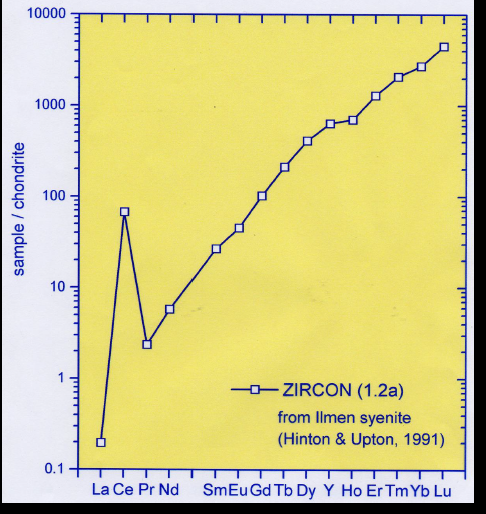 10000
1000
100
10
1
0.1
sample / chondrite
ZIRCON (1.2a)
from Ilmen syenite
(Hinton & Upton, 1991)
La Ce Pr Nd Sm Eu Gd Tb Dy Y Ho Er Tm Yb Lu